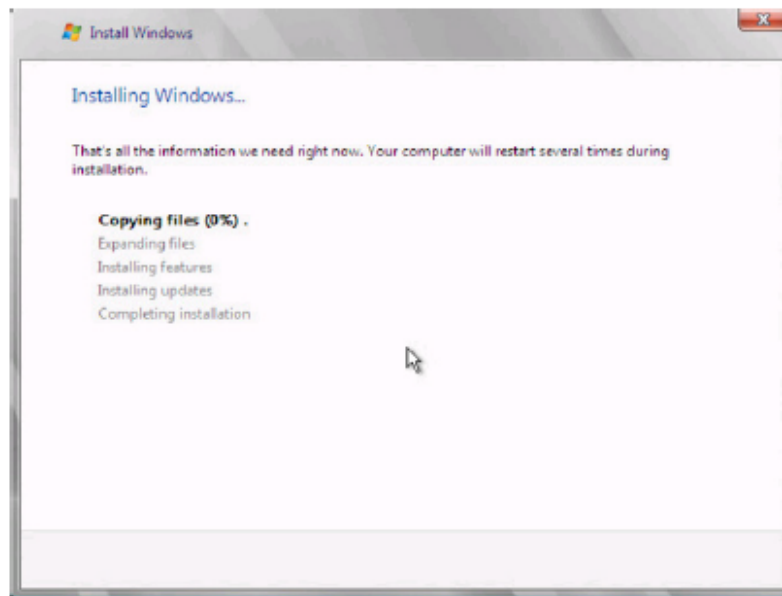 Install Windows
Installing Windows...
That's all the information we need right now. Your computer will restart several times during
installation.
Copying files (0%) .
Expanding files
Installing features
Installing updates
Completing installation